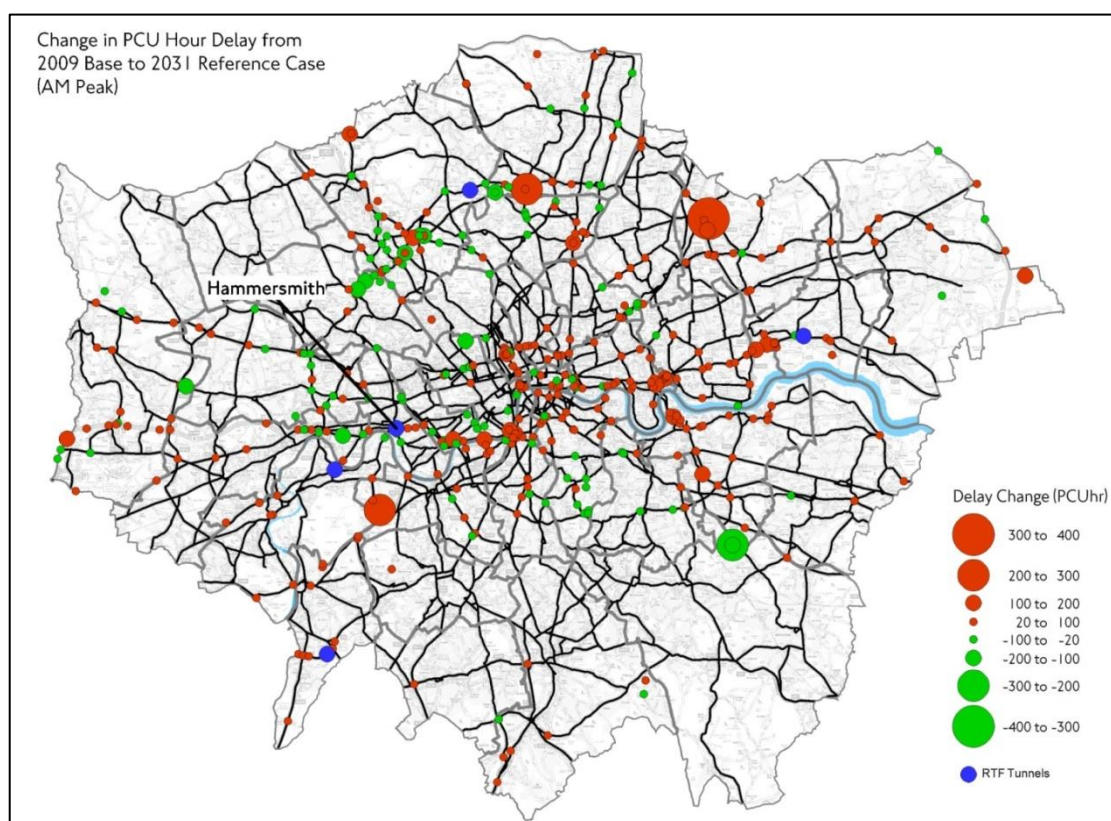 Change in PCU Hour Delay from
2009 Base to 2031 Reference Case
(AM Peak)
Hammersmith
Delay Change (PCUHr)
300 to 400
200 to 300
100 to 200
20 to 100
-100 to -20
-200 to -100
-300 to -200
-400 to -300
RTF Tunnels